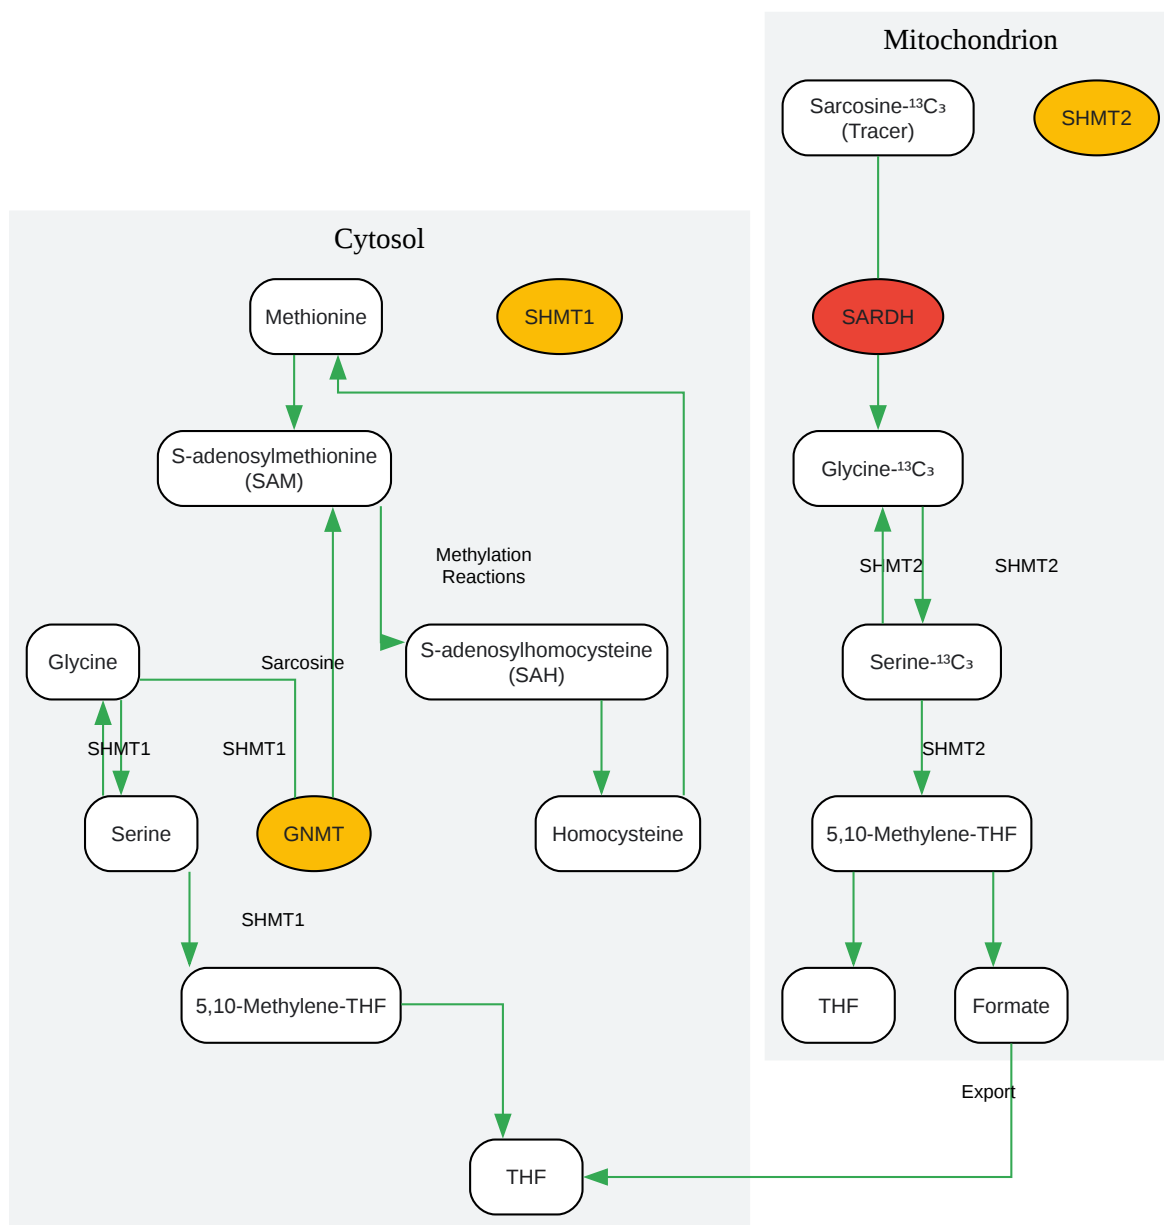 Mitochondrion
Sarcosine-¹³C₃
(Tracer)
SHMT2
Cytosol
Methionine
SHMT1
SARDH
S-adenosylmethionine
(SAM)
Glycine-¹³C₃
Methylation
Reactions
SHMT2
SHMT2
Glycine
Sarcosine
S-adenosylhomocysteine
(SAH)
Serine-¹³C₃
SHMT1
SHMT1
SHMT2
Serine
GNMT
Homocysteine
5,10-Methylene-THF
SHMT1
5,10-Methylene-THF
THF
Formate
Export
THF